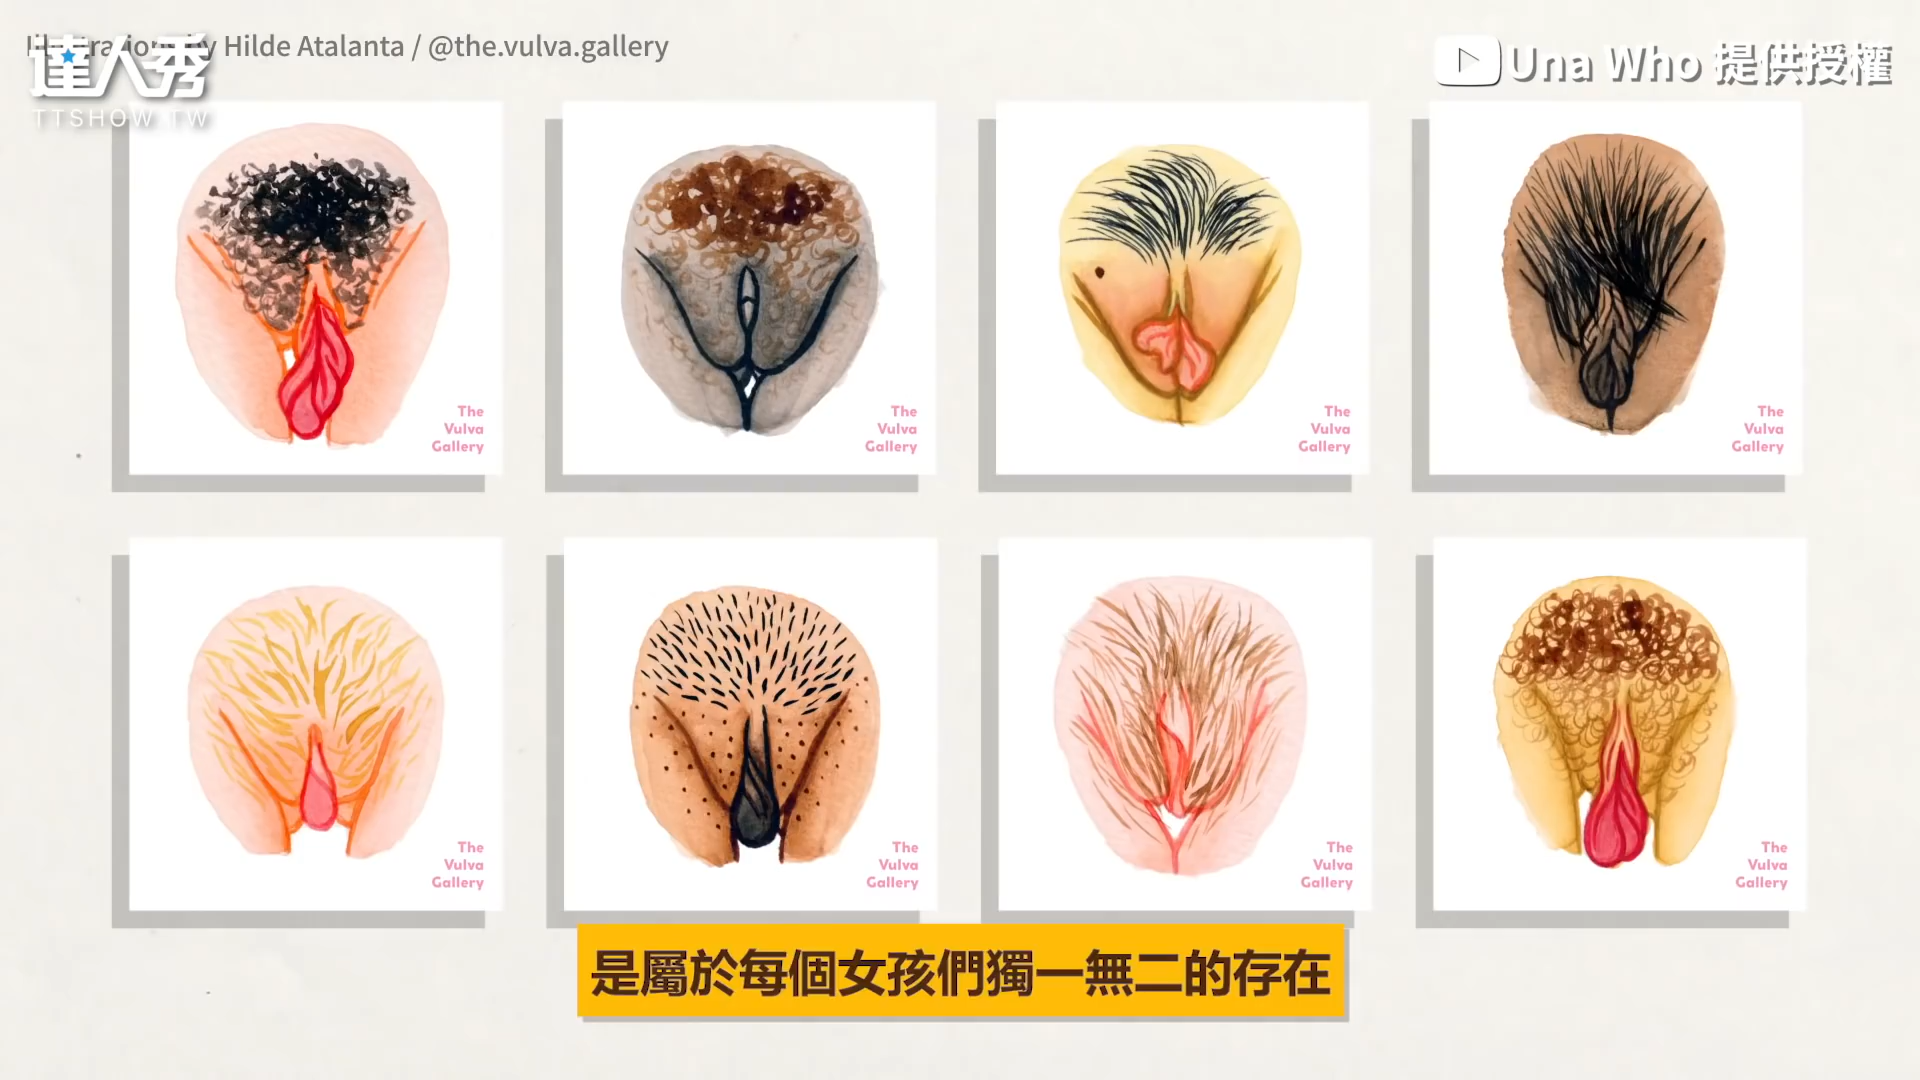 Hilde Atalanta / @the.vulva.gallery
達人秀
TTSHOW.TW
Una Who 提供授權
The
Vulva
Gallery
The
Vulva
Gallery
The
Vulva
Gallery
The
Vulva
Gallery
The
Vulva
Gallery
The
Vulva
Gallery
The
Vulva
Gallery
The
Vulva
Gallery
是屬於每個女孩們獨一無二的存在